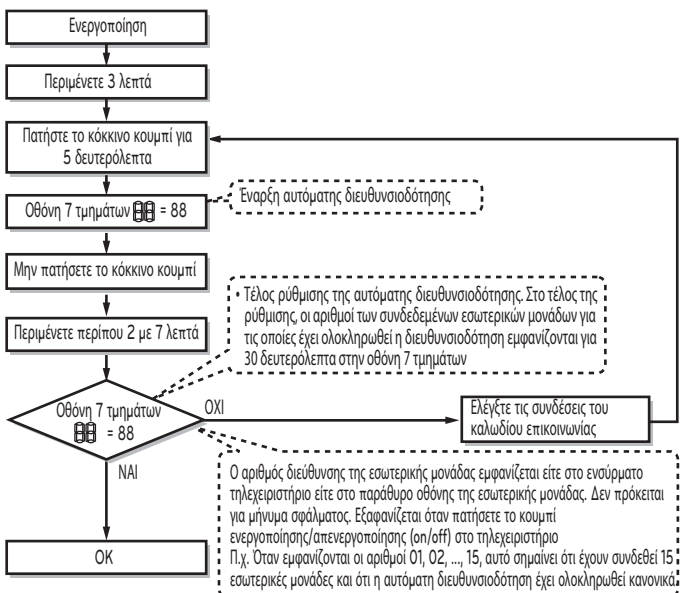 Ενεργοποίηση
Περιμένετε 3 λεπτά
Πατήστε το κόκκινο κουμπί για
5 δευτερόλεπτα
Οθόνη 7 τμημάτων 88 = 88
Έναρξη αυτόματης διευθυνσιοδότησης
Μην πατήσετε το κόκκινο κουμπί
• Τέλος ρύθμισης της αυτόματης διευθυνσιοδότησης. Στο τέλος της
ρύθμισης, οι αριθμοί των συνδεδεμένων εσωτερικών μονάδων για
τις οποίες έχει ολοκληρωθεί η διευθυνσιοδότηση εμφανίζονται για
30 δευτερόλεπτα στην οθόνη 7 τμημάτων
Περιμένετε περίπου 2 με 7 λεπτά
Οθόνη 7 τμημάτων
88 = 88
ΟΧΙ
Ελέγξτε τις συνδέσεις του
καλωδίου επικοινωνίας
ΝΑΙ
Ο αριθμός διεύθυνσης της εσωτερικής μονάδας εμφανίζεται είτε στο ενσύρματο
τηλεχειριστήριο είτε στο παράθυρο οθόνης της εσωτερικής μονάδας. Δεν πρόκειται
για μήνυμα σφάλματος. Εξαφανίζεται όταν πατήσετε το κουμπί
ενεργοποίησης/απενεργοποίησης (on/off) στο τηλεχειριστήριο
Π.χ. Όταν εμφανίζονται οι αριθμοί 01, 02, ..., 15, αυτό σημαίνει ότι έχουν συνδεθεί 15
εσωτερικές μονάδες και ότι η αυτόματη διευθυνσιοδότηση έχει ολοκληρωθεί κανονικά.
OK